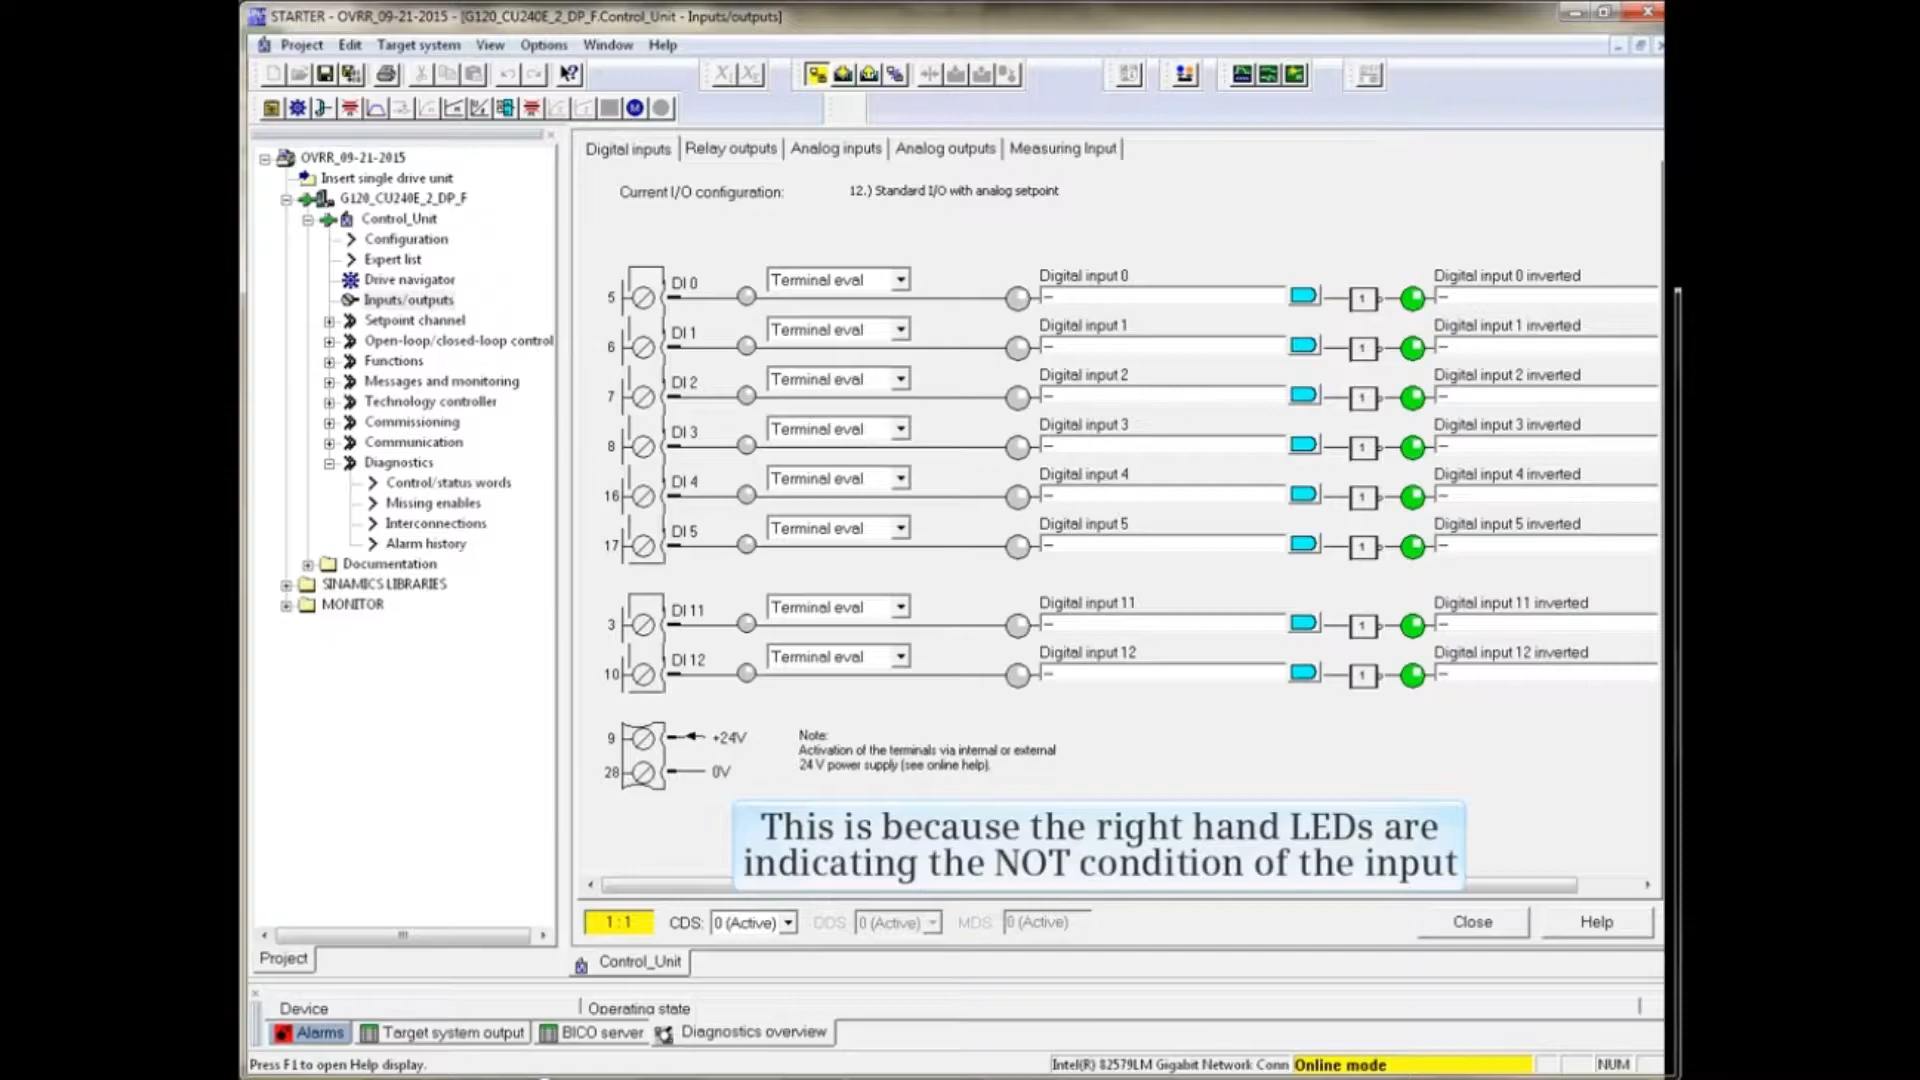 STARTER - OVRR_09-21-2015 - [G120_CU240E_2_DP_F.Control_Unit - Inputs/outputs]
Project Edit Target system View Options Window Help
OVRR_09-21-2015
Insert single drive unit
G120_CU240E_2_DP_F
Control_Unit
Configuration
Expert list
Drive navigator
Inputs/outputs
Setpoint channel
Open-loop/closed-loop control
Functions
Messages and monitoring
Technology controller
Commissioning
Communication
Diagnostics
Control/status words
Missing enables
Interconnections
Alarm history
Documentation
SINAMICS LIBRARIES
MONITOR
Project
Digital inputs Relay outputs Analog inputs Analog outputs Measuring Input
Current I/O configuration: 12.) Standard I/O with analog setpoint
5 DI 0 Terminal eval Digital input 0 1 Digital input 0 inverted
6 DI 1 Terminal eval Digital input 1 1 Digital input 1 inverted
7 DI 2 Terminal eval Digital input 2 1 Digital input 2 inverted
8 DI 3 Terminal eval Digital input 3 1 Digital input 3 inverted
16 DI 4 Terminal eval Digital input 4 1 Digital input 4 inverted
17 DI 5 Terminal eval Digital input 5 1 Digital input 5 inverted
3 DI 11 Terminal eval Digital input 11 1 Digital input 11 inverted
10 DI 12 Terminal eval Digital input 12 1 Digital input 12 inverted
9 +24V
28 0V
Note:
Activation of the terminals via internal or external
24 V power supply (see online help).
This is because the right hand LEDs are
indicating the NOT condition of the input
1 : 1 CDS: 0 (Active) DDS: 0 (Active) MDS: 0 (Active) Close Help
Control_Unit
Device Operating state
Alarms Target system output BICO server Diagnostics overview
Press F1 to open Help display. Intel(R) 82579LM Gigabit Network Conn Online mode NUM